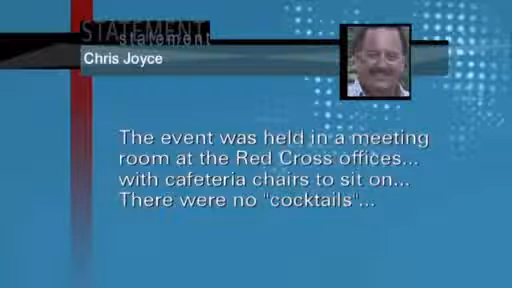 STATEMENT
statement
Chris Joyce
The event was held in a meeting
room at the Red Cross offices...
with cafeteria chairs to sit on...
There were no "cocktails"...